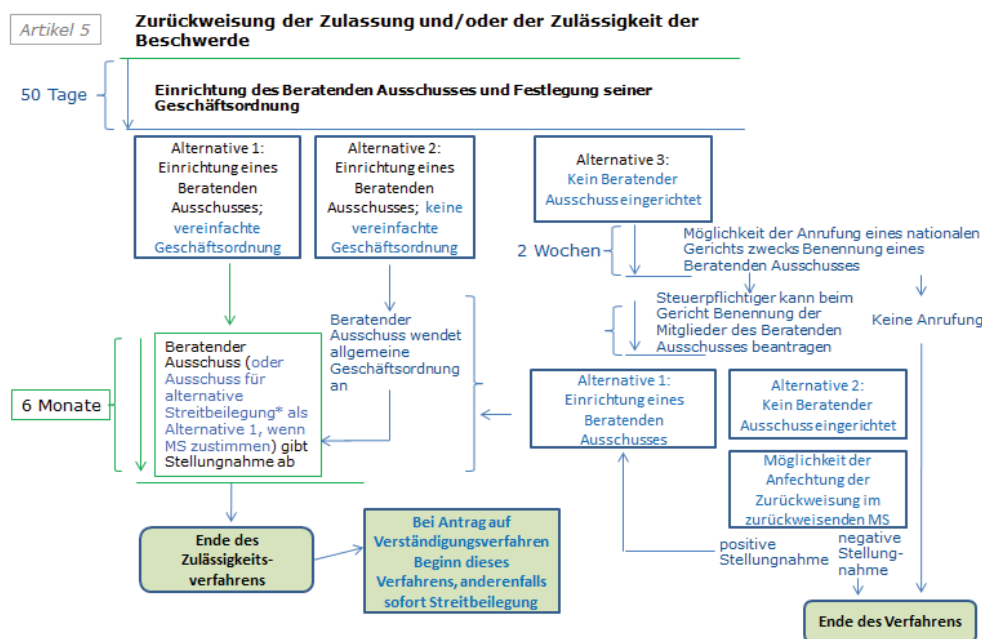 Artikel 5
Zurückweisung der Zulassung und/oder der Zulässigkeit der
Beschwerde
50 Tage
Einrichtung des Beratenden Ausschusses und Festlegung seiner
Geschäftsordnung
Alternative 1:
Einrichtung eines
Beratenden
Ausschusses;
vereinfachte
Geschäftsordnung
Alternative 2:
Einrichtung eines
Beratenden
Ausschusses; keine
vereinfachte
Geschäftsordnung
Alternative 3:
Kein Beratender
Ausschuss eingerichtet
2 Wochen
Möglichkeit der Anrufung eines nationalen
Gerichts zwecks Benennung eines
Beratenden Ausschusses
Steuerpflichtiger kann beim
Gericht Benennung der
Mitglieder des Beratenden
Ausschusses beantragen
Keine Anrufung
Beratender
Ausschuss wendet
allgemeine
Geschäftsordnung
an
6 Monate
Beratender
Ausschuss (oder
Ausschuss für
alternative
Streitbeilegung* als
Alternative 1, wenn
MS zustimmen) gibt
Stellungnahme ab
Alternative 1:
Einrichtung eines
Beratenden
Ausschusses
Alternative 2:
Kein Beratender
Ausschuss eingerichtet
Möglichkeit der
Anfechtung der
Zurückweisung im
zurückweisenden MS
positive
Stellungnahme
negative
Stellung-
nahme
Ende des
Zulässigkeits-
verfahrens
Bei Antrag auf
Verständigungsverfahren
Beginn dieses
Verfahrens, anderenfalls
sofort Streitbeilegung
Ende des Verfahrens